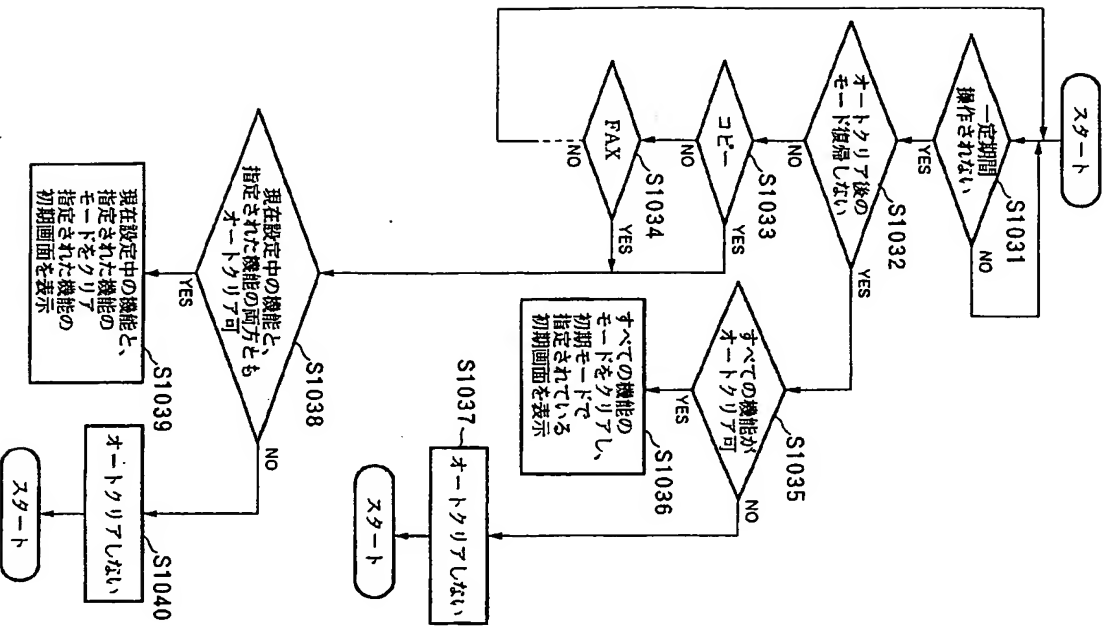 スタート
一定期間
操作されない
S1031
NO
YES
オートクリア後の
モード復帰しない
S1032
YES
NO
コピー
S1033
YES
NO
FAX
S1034
YES
NO
すべての機能が
オートクリア可
S1035
NO
YES
すべての機能の
モードをクリアし、
初期モードで
指定されている
初期画面を表示
S1036
S1037
オートクリアしない
スタート
現在設定中の機能と、
指定された機能の両方とも
オートクリア可
S1038
NO
YES
現在設定中の機能と、
指定された機能の
モードをクリア
指定された機能の
初期画面を表示
S1039
オートクリアしない
S1040
スタート